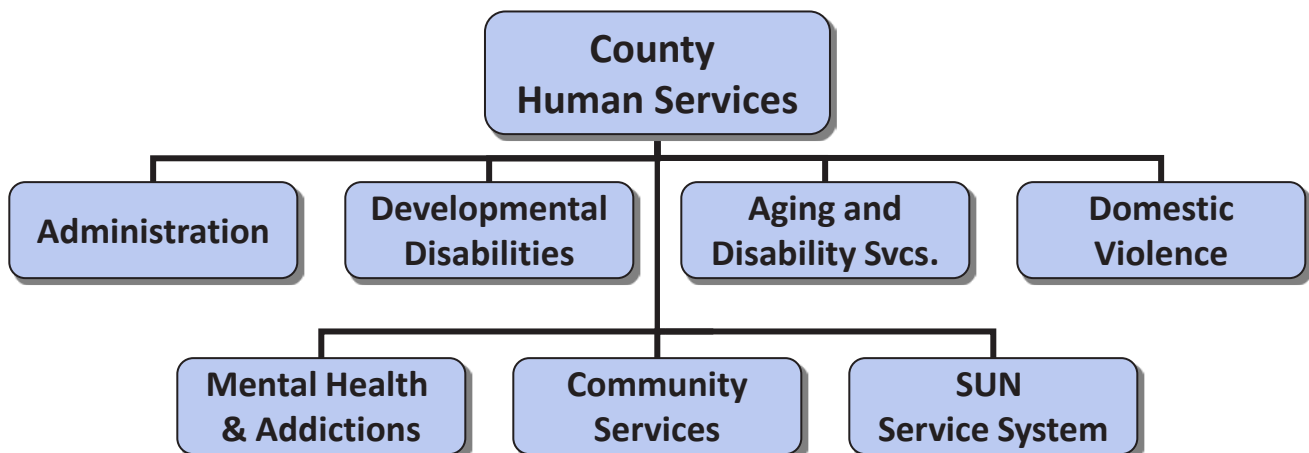 County
Human Services
Administration
Developmental
Disabilities
Aging and
Disability Svcs.
Domestic
Violence
Mental Health
& Addictions
Community
Services
SUN
Service System